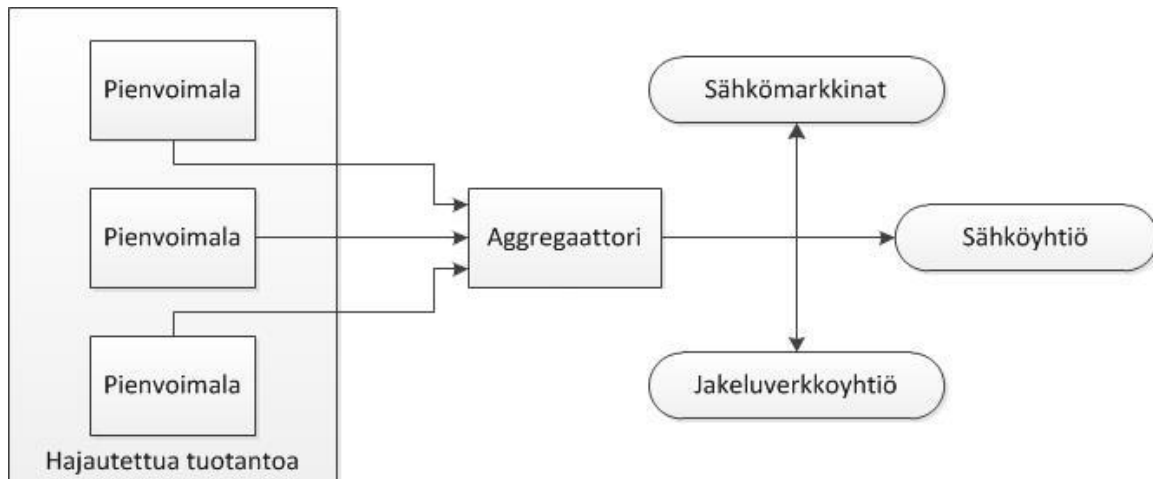 Pienvoimala
Pienvoimala
Pienvoimala
Hajautettua tuotantoa
Aggregaattori
Sähkömarkkinat
Sähköyhtiö
Jakeluverkkoyhtiö